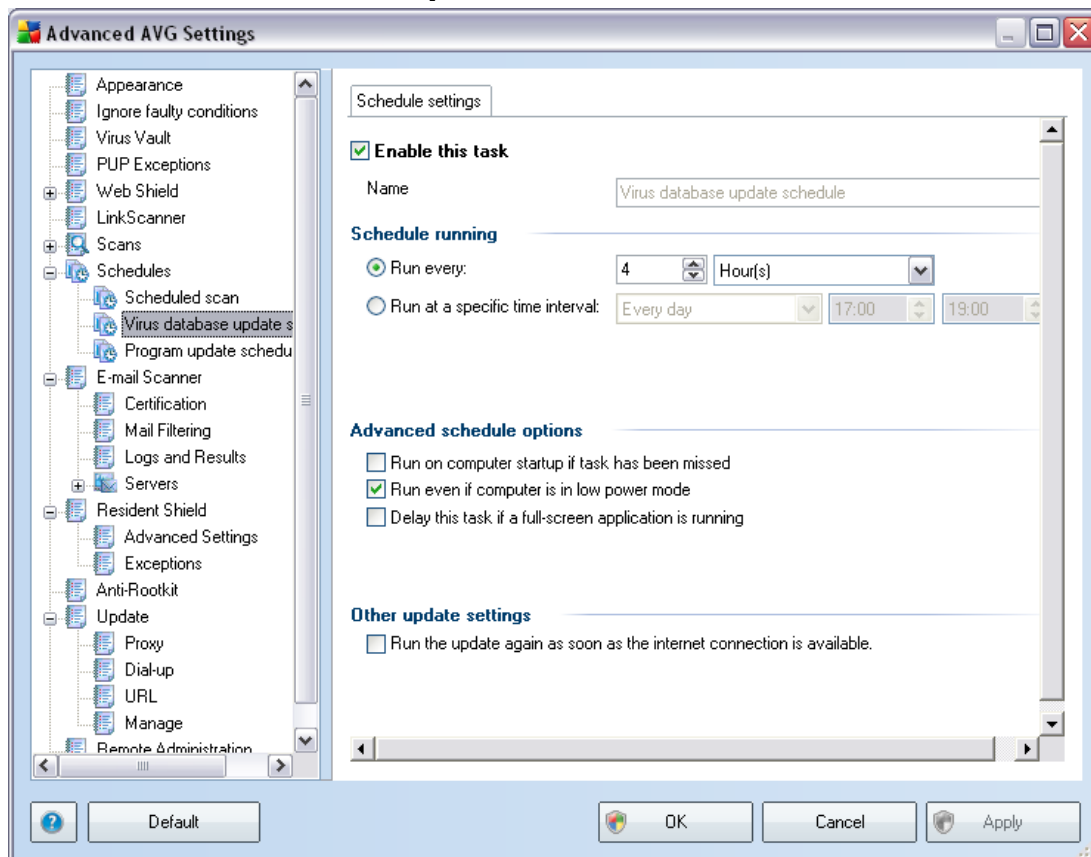 Advanced AVG Settings
Appearance
Ignore faulty conditions
Virus Vault
PUP Exceptions
Web Shield
LinkScanner
Scans
Schedules
Scheduled scan
Virus database update s
Program update schedu
E-mail Scanner
Certification
Mail Filtering
Logs and Results
Servers
Resident Shield
Advanced Settings
Exceptions
Anti-Rootkit
Update
Proxy
Dial-up
URL
Manage
Remote Administration
Schedule settings
Enable this task
Name Virus database update schedule
Schedule running
Run every: 4 Hour(s)
Run at a specific time interval: Every day 17:00 19:00
Advanced schedule options
Run on computer startup if task has been missed
Run even if computer is in low power mode
Delay this task if a full-screen application is running
Other update settings
Run the update again as soon as the internet connection is available.
Default OK Cancel Apply